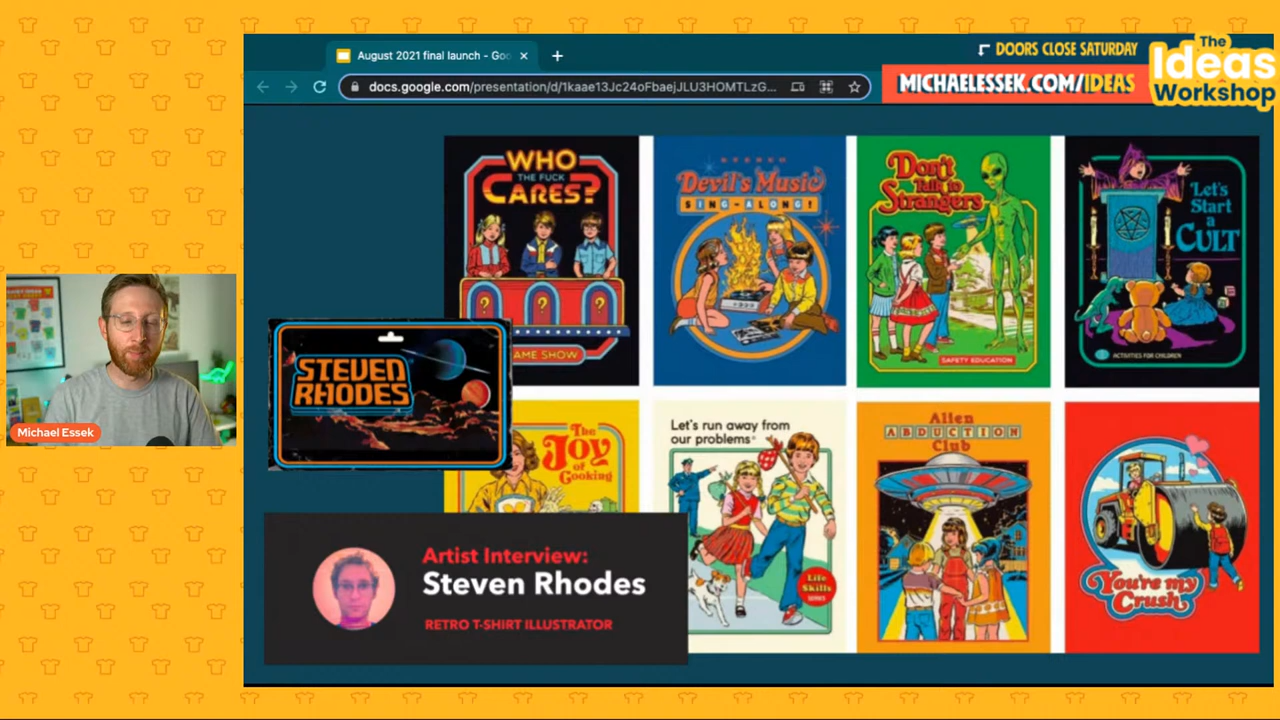 August 2021 final launch - Goo
docs.google.com/presentation/d/1kaae13Jc24oFbaejJLU3HOMTLzG...
DOORS CLOSE SATURDAY
MICHAELESSEK.COM/IDEAS
The
Ideas
Workshop
WHO
THE FUCK
CARES?
? ? ?
AME SHOW
Devil's Music
SING-ALONG!
Don't
Talk to
Strangers
SAFETY EDUCATION
Let's
Start
a
CULT
ACTIVITIES FOR CHILDREN
STEVEN
RHODES
The
Joy
of
Cooking
Let's run away from
our problems
Life
Skills
SERIES
Alien
ABDUCTION
Club
You're my
Crush
Artist Interview:
Steven Rhodes
RETRO T-SHIRT ILLUSTRATOR
Michael Essek